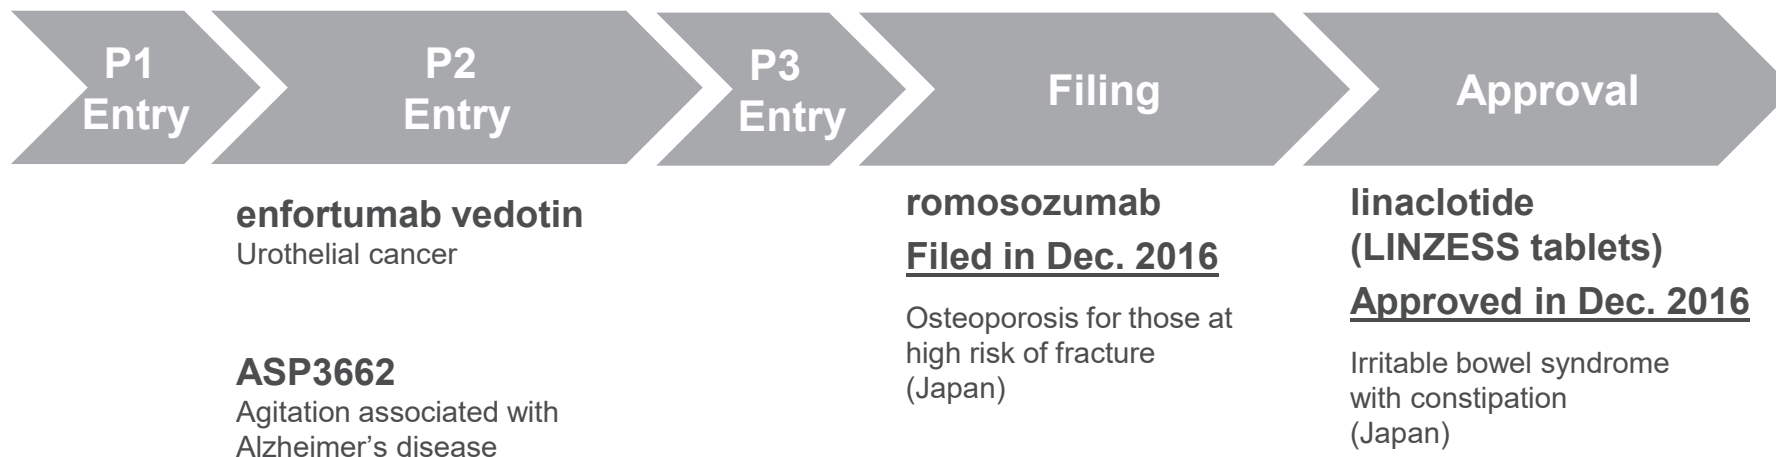 P1
Entry
P2
Entry
P3
Entry
Filing
Approval
enfortumab vedotin
Urothelial cancer
ASP3662
Agitation associated with
Alzheimer’s disease
romosozumab
Filed in Dec. 2016
Osteoporosis for those at
high risk of fracture
(Japan)
linaclotide
(LINZESS tablets)
Approved in Dec. 2016
Irritable bowel syndrome
with constipation
(Japan)